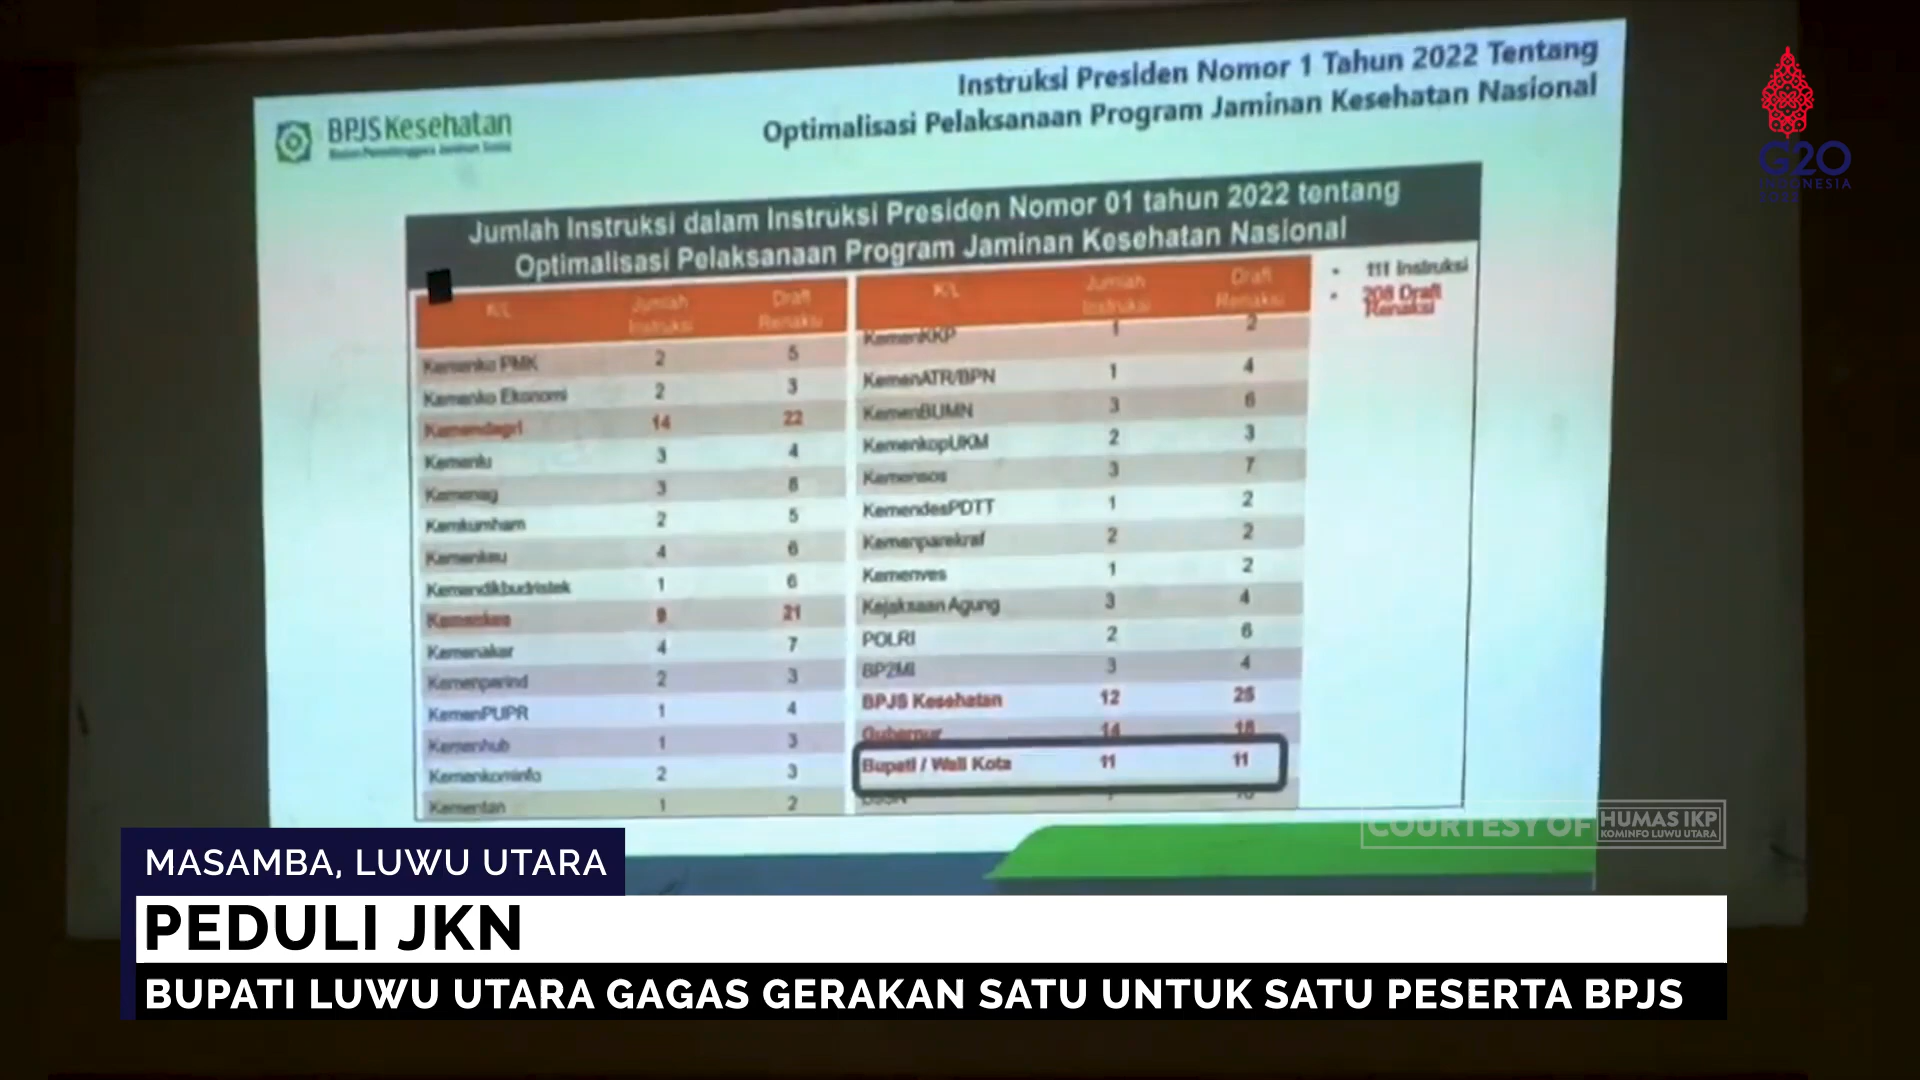 Instruksi Presiden Nomor 1 Tahun 2022 Tentang
Optimalisasi Pelaksanaan Program Jaminan Kesehatan Nasional
BPJS Kesehatan
Badan Penyelenggara Jaminan Sosial
G20
INDONESIA
2022
Jumlah Instruksi dalam Instruksi Presiden Nomor 01 tahun 2022 tentang
Optimalisasi Pelaksanaan Program Jaminan Kesehatan Nasional
K/L Jumlah Instruksi Draft Renaksi
Kemenko PMK 2 5
Kemenko Ekonomi 2 3
Kemendagri 14 22
Kemenlu 3 4
Kemenag 3 8
Kemkumham 2 5
Kemenkeu 4 6
Kemendikbudristek 1 6
Kemenkes 9 21
Kemenaker 4 7
Kemenperind 2 3
KemenPUPR 1 4
Kemenhub 1 3
Kemenkominfo 2 3
Kementan 1 2
K/L Jumlah Instruksi Draft Renaksi
KemenKKP 1 2
KemenATR/BPN 1 4
KemenBUMN 3 6
KemenkopUKM 2 3
Kemensos 3 7
KemendesPDTT 1 2
Kemenparekraf 2 2
Kemenves 1 2
Kejaksaan Agung 3 4
POLRI 2 6
BP2MI 3 4
BPJS Kesehatan 12 25
Gubernur 14 18
Bupati / Wali Kota 11 11
• 111 Instruksi
• 208 Draft
Renaksi
COURTESY OF HUMAS IKP
KOMINFO LUWU UTARA
MASAMBA, LUWU UTARA
PEDULI JKN
BUPATI LUWU UTARA GAGAS GERAKAN SATU UNTUK SATU PESERTA BPJS